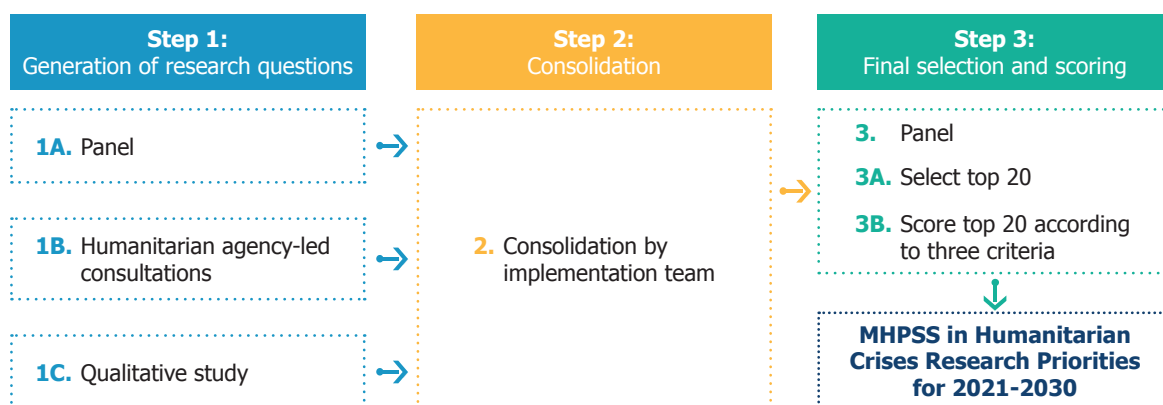 Step 1:
Generation of research questions
1A. Panel
1B. Humanitarian agency-led
consultations
1C. Qualitative study
Step 2:
Consolidation
2. Consolidation by
implementation team
Step 3:
Final selection and scoring
3. Panel
3A. Select top 20
3B. Score top 20 according
to three criteria
MHPSS in Humanitarian
Crises Research Priorities
for 2021-2030